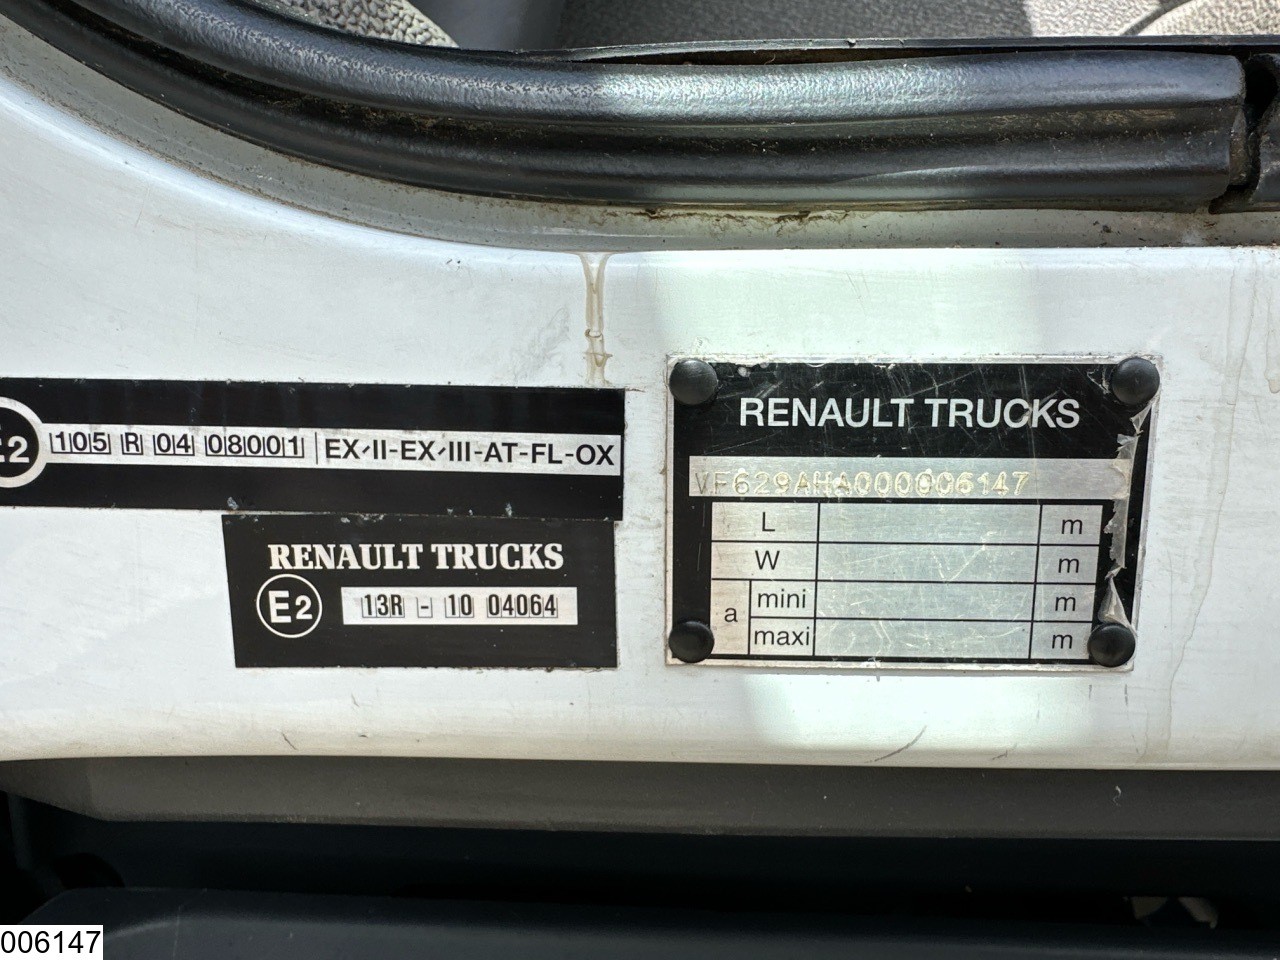 E2 105 R 04 08001 EX/II-EX/III-AT-FL-OX
RENAULT TRUCKS
E2 13R - 10 04064
RENAULT TRUCKS
VF629AHA000006147
L m
W m
a mini m
maxi m
006147